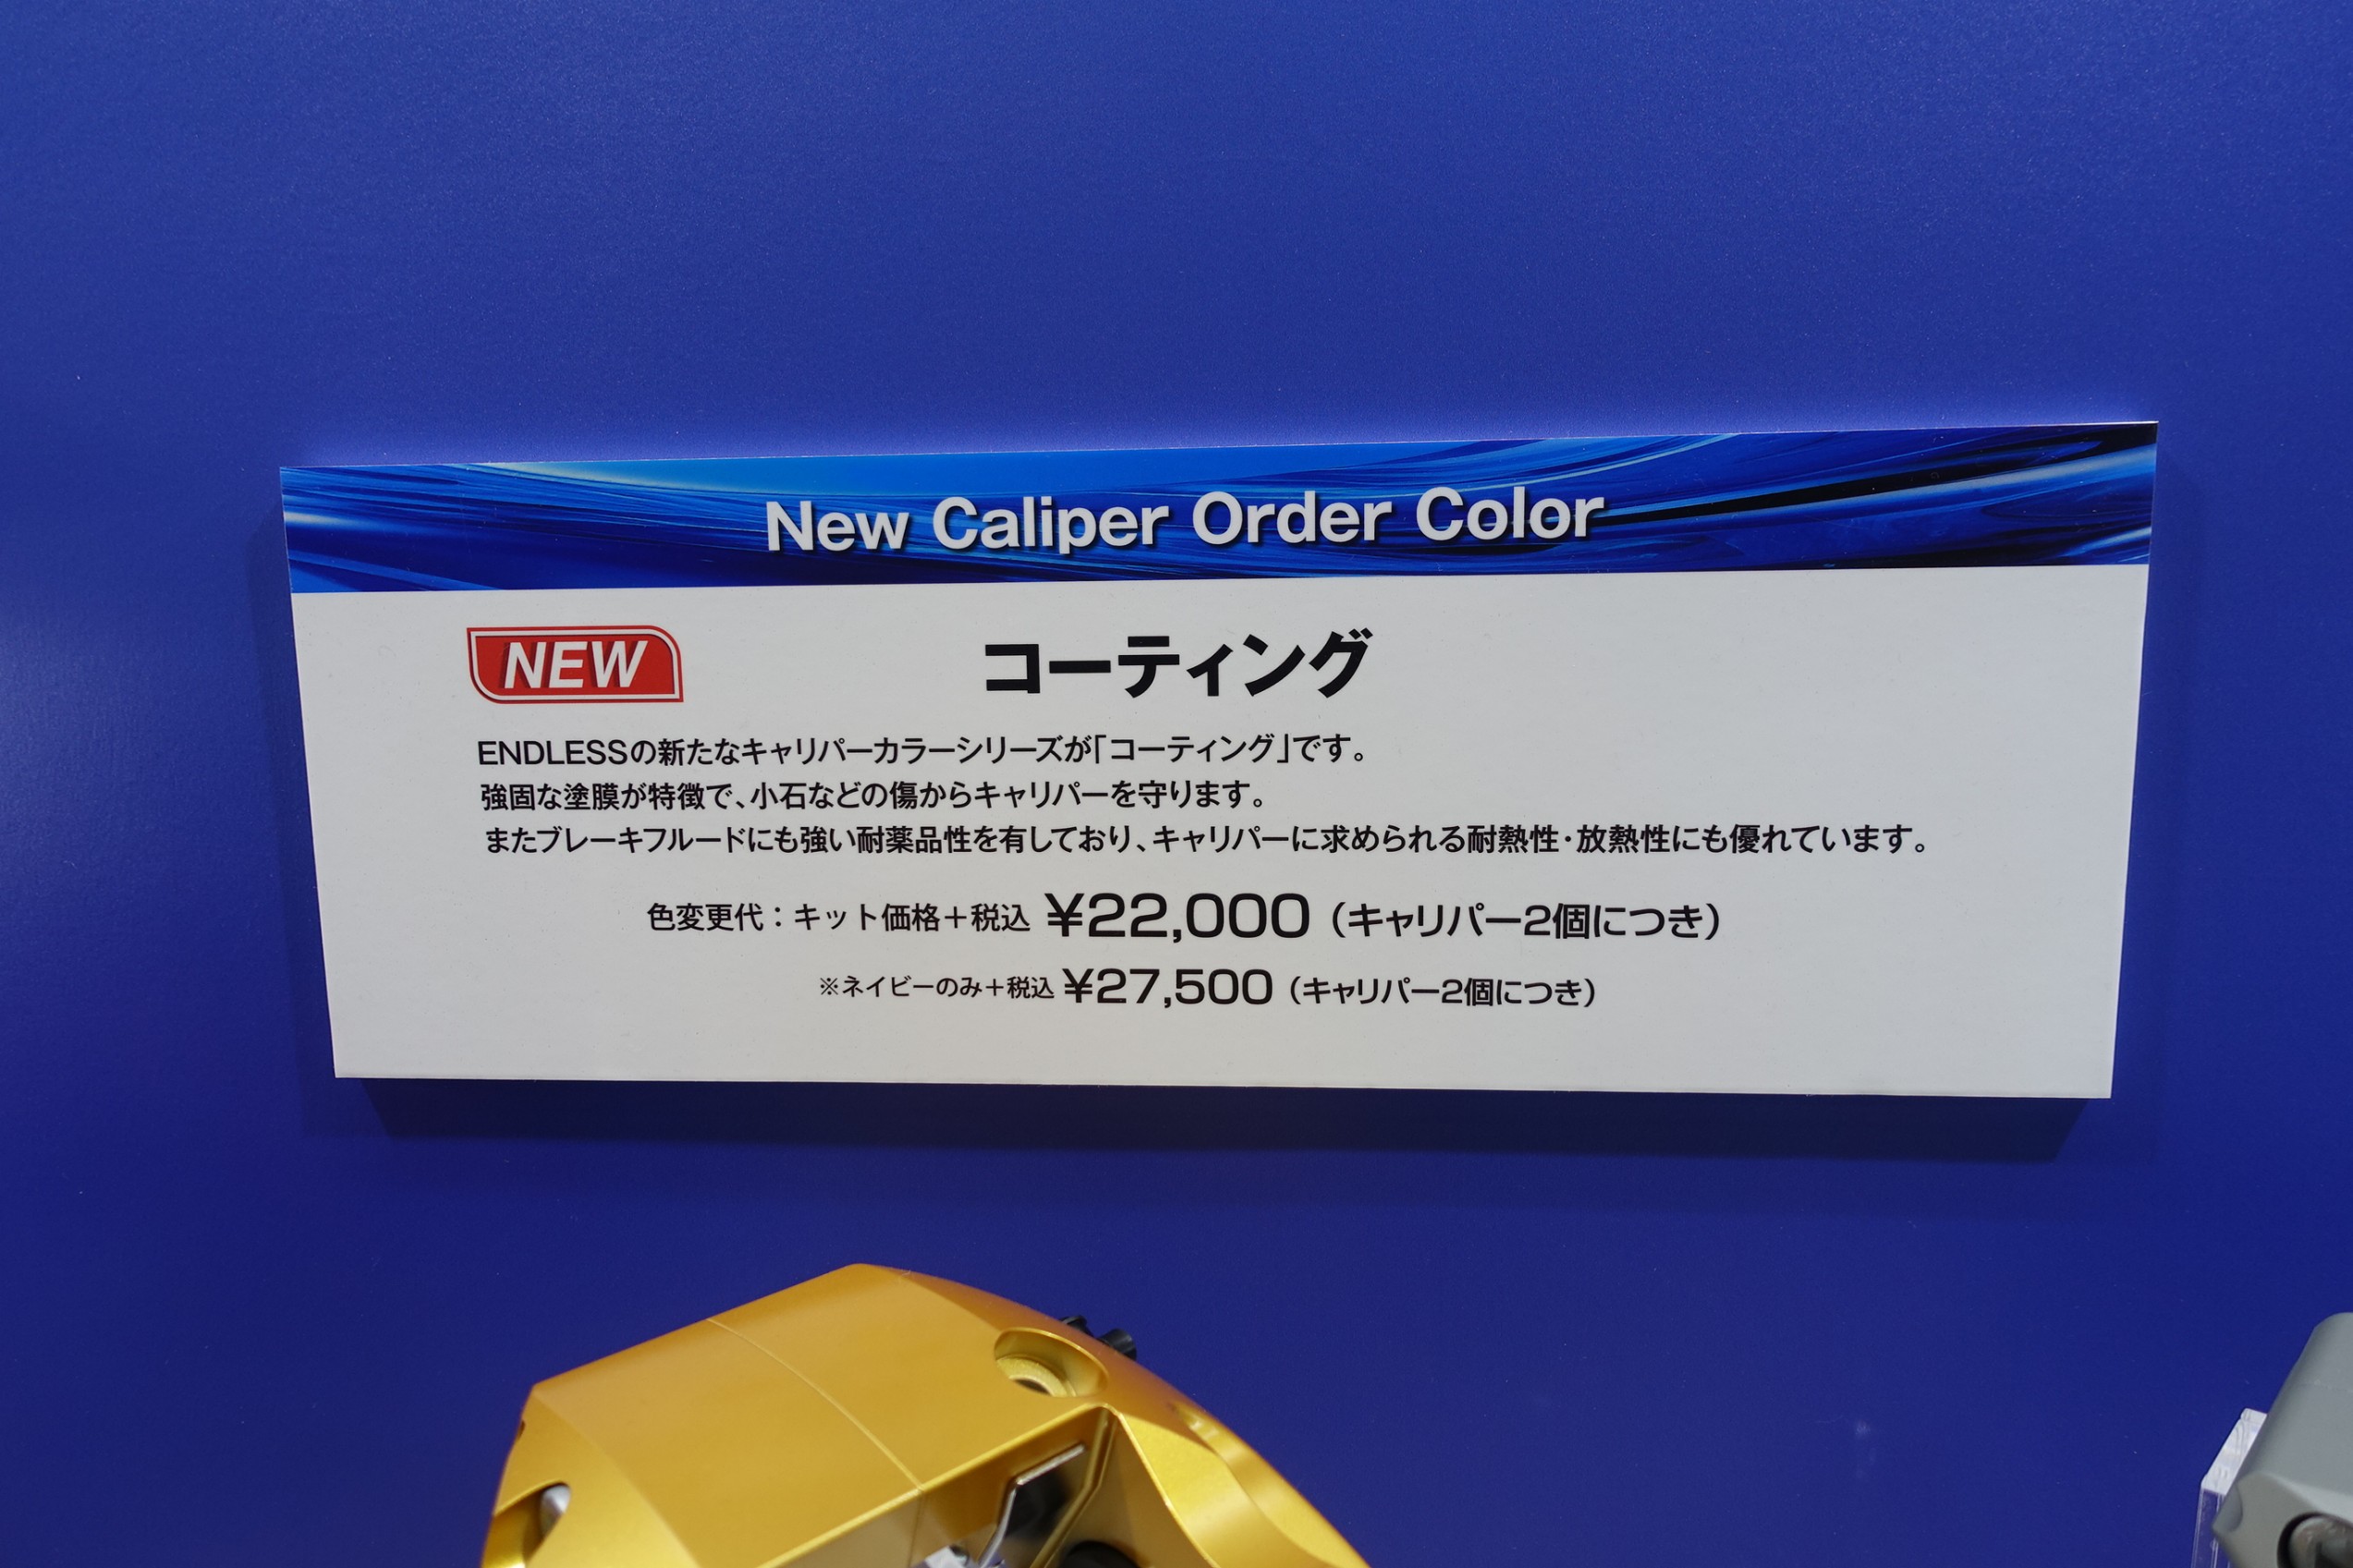 New Caliper Order Color
NEW
コーティング
ENDLESSの新たなキャリパーカラーシリーズが「コーティング」です。
強固な塗膜が特徴で、小石などの傷からキャリパーを守ります。
またブレーキフルードにも強い耐薬品性を有しており、キャリパーに求められる耐熱性・放熱性にも優れています。
色変更代：キット価格＋税込 ¥22,000（キャリパー2個につき）
※ネイビーのみ＋税込 ¥27,500（キャリパー2個につき）